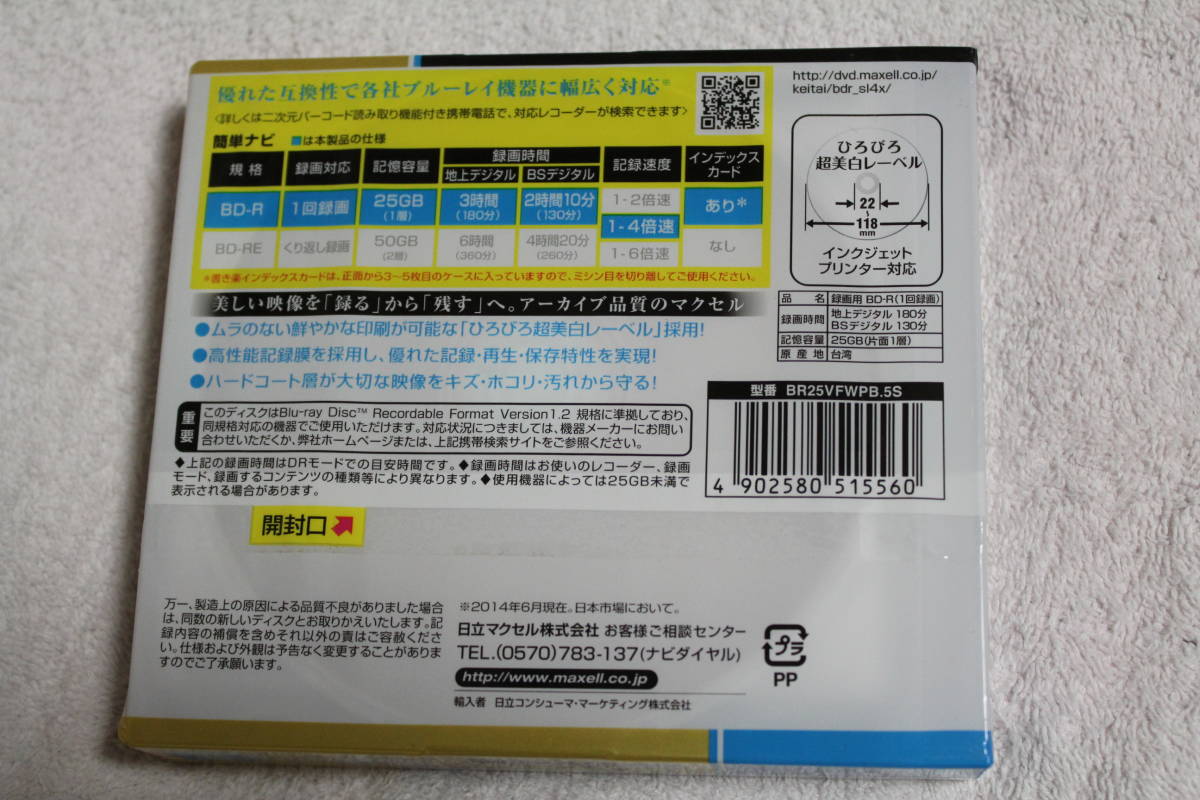 優れた互換性で各社ブルーレイ機器に幅広く対応※
〈詳しくは二次元バーコード読み取り機能付き携帯電話で、対応レコーダーが検索できます〉
簡単ナビ ■は本製品の仕様
規格 録画対応 記憶容量 録画時間 記録速度 インデックスカード
地上デジタル BSデジタル
BD-R 1回録画 25GB (1層) 3時間 (180分) 2時間10分 (130分) 1-2倍速 あり*
1-4倍速
BD-RE くり返し録画 50GB (2層) 6時間 (360分) 4時間20分 (260分) 1-6倍速 なし
*書き楽インデックスカードは、正面から3〜5枚目のケースに入っていますので、ミシン目を切り離してご使用ください。
美しい映像を「録る」から「残す」へ。アーカイブ品質のマクセル
●ムラのない鮮やかな印刷が可能な「ひろびろ超美白レーベル」採用!
●高性能記録膜を採用し、優れた記録・再生・保存特性を実現!
●ハードコート層が大切な映像をキズ・ホコリ・汚れから守る!
重要
このディスクはBlu-ray Disc™ Recordable Format Version1.2 規格に準拠しており、
同規格対応の機器でご使用いただけます。対応状況につきましては、機器メーカーにお問い
合わせいただくか、弊社ホームページまたは、上記携帯検索サイトをご参照ください。
◆上記の録画時間はDRモードでの目安時間です。◆録画時間はお使いのレコーダー、録画
モード、録画するコンテンツの種類等により異なります。◆使用機器によっては25GB未満で
表示される場合があります。
http://dvd.maxell.co.jp/
keitai/bdr_sl4x/
ひろびろ
超美白レーベル
22
〜
118
mm
インクジェット
プリンター対応
品名 録画用 BD-R(1回録画)
録画時間 地上デジタル 180分
BSデジタル 130分
記憶容量 25GB(片面1層)
原産地 台湾
型番 BR25VFWPB.5S
4 902580 515560
開封口
万一、製造上の原因による品質不良がありました場合
は、同数の新しいディスクとお取りかえいたします。記
録内容の補償を含めそれ以外の責はご容赦くださ
い。仕様および外観は予告なく変更することがありま
すのでご了承願います。
※2014年6月現在。日本市場において。
日立マクセル株式会社 お客様ご相談センター
TEL.(0570)783-137(ナビダイヤル)
http://www.maxell.co.jp
輸入者 日立コンシューマ・マーケティング株式会社
プラ
PP